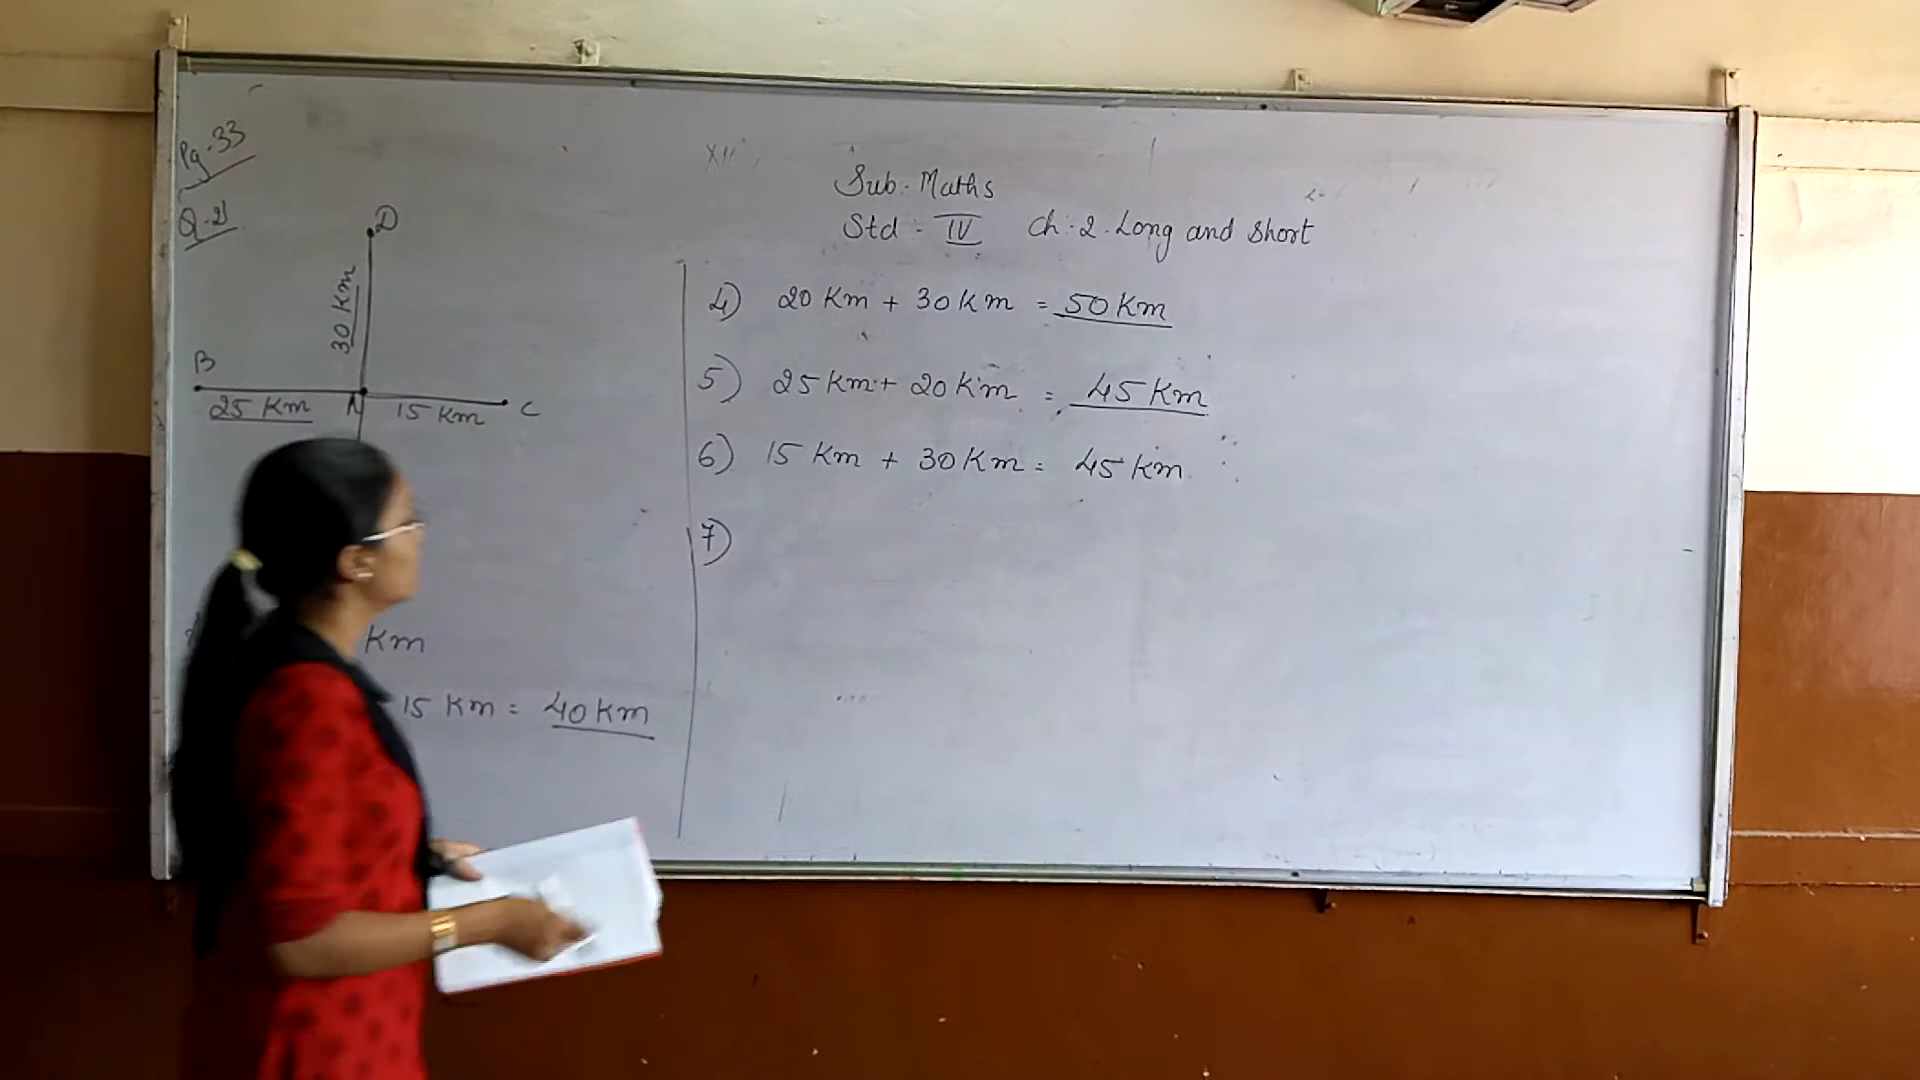 Pg-33
Q-2)
D
30 Km
B
25 Km
N
15 Km
C
Km
15 Km = 40 Km
Sub:- Maths
Std:- IV Ch:-2. Long and Short
4) 20 Km + 30 Km = 50 Km
5) 25 Km + 20 Km = 45 Km
6) 15 Km + 30 Km = 45 Km
7)